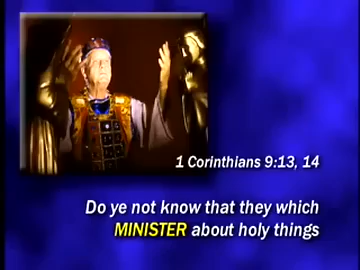 1 Corinthians 9:13, 14
Do ye not know that they which
MINISTER about holy things